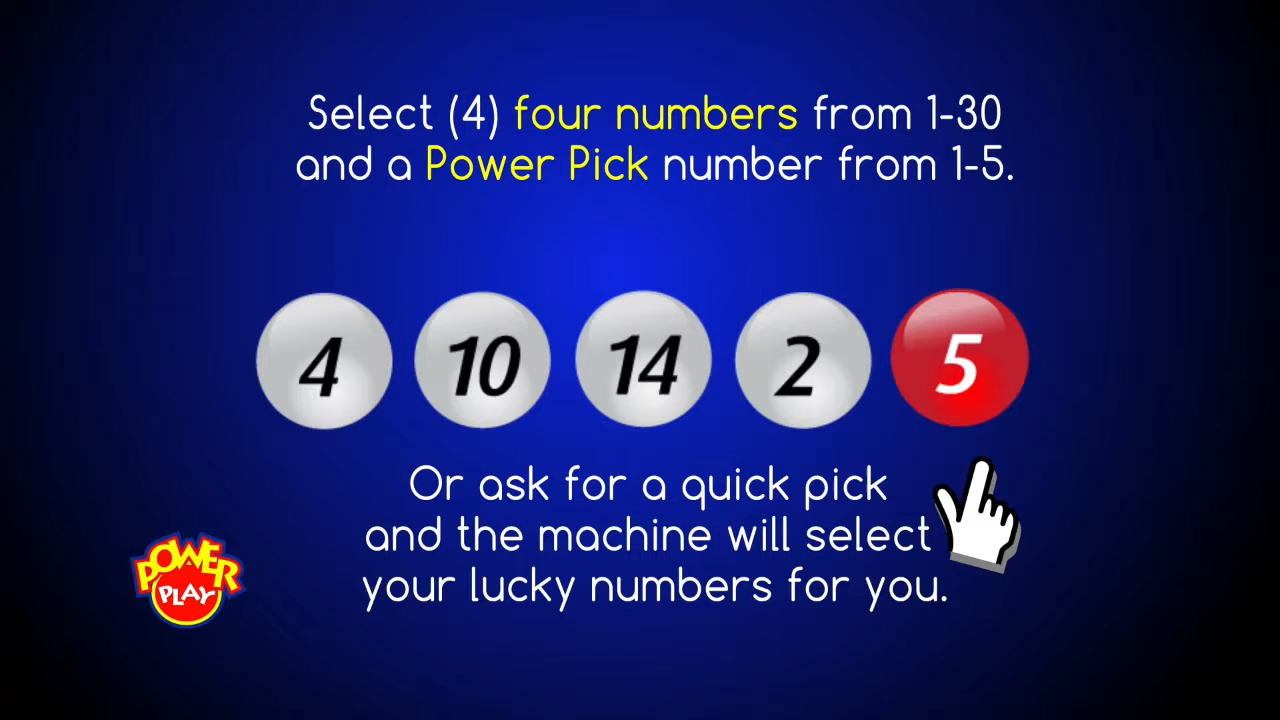 Select (4) four numbers from 1-30
and a Power Pick number from 1-5.
4 10 14 2 5
Or ask for a quick pick
and the machine will select
your lucky numbers for you.
POWER
PLAY